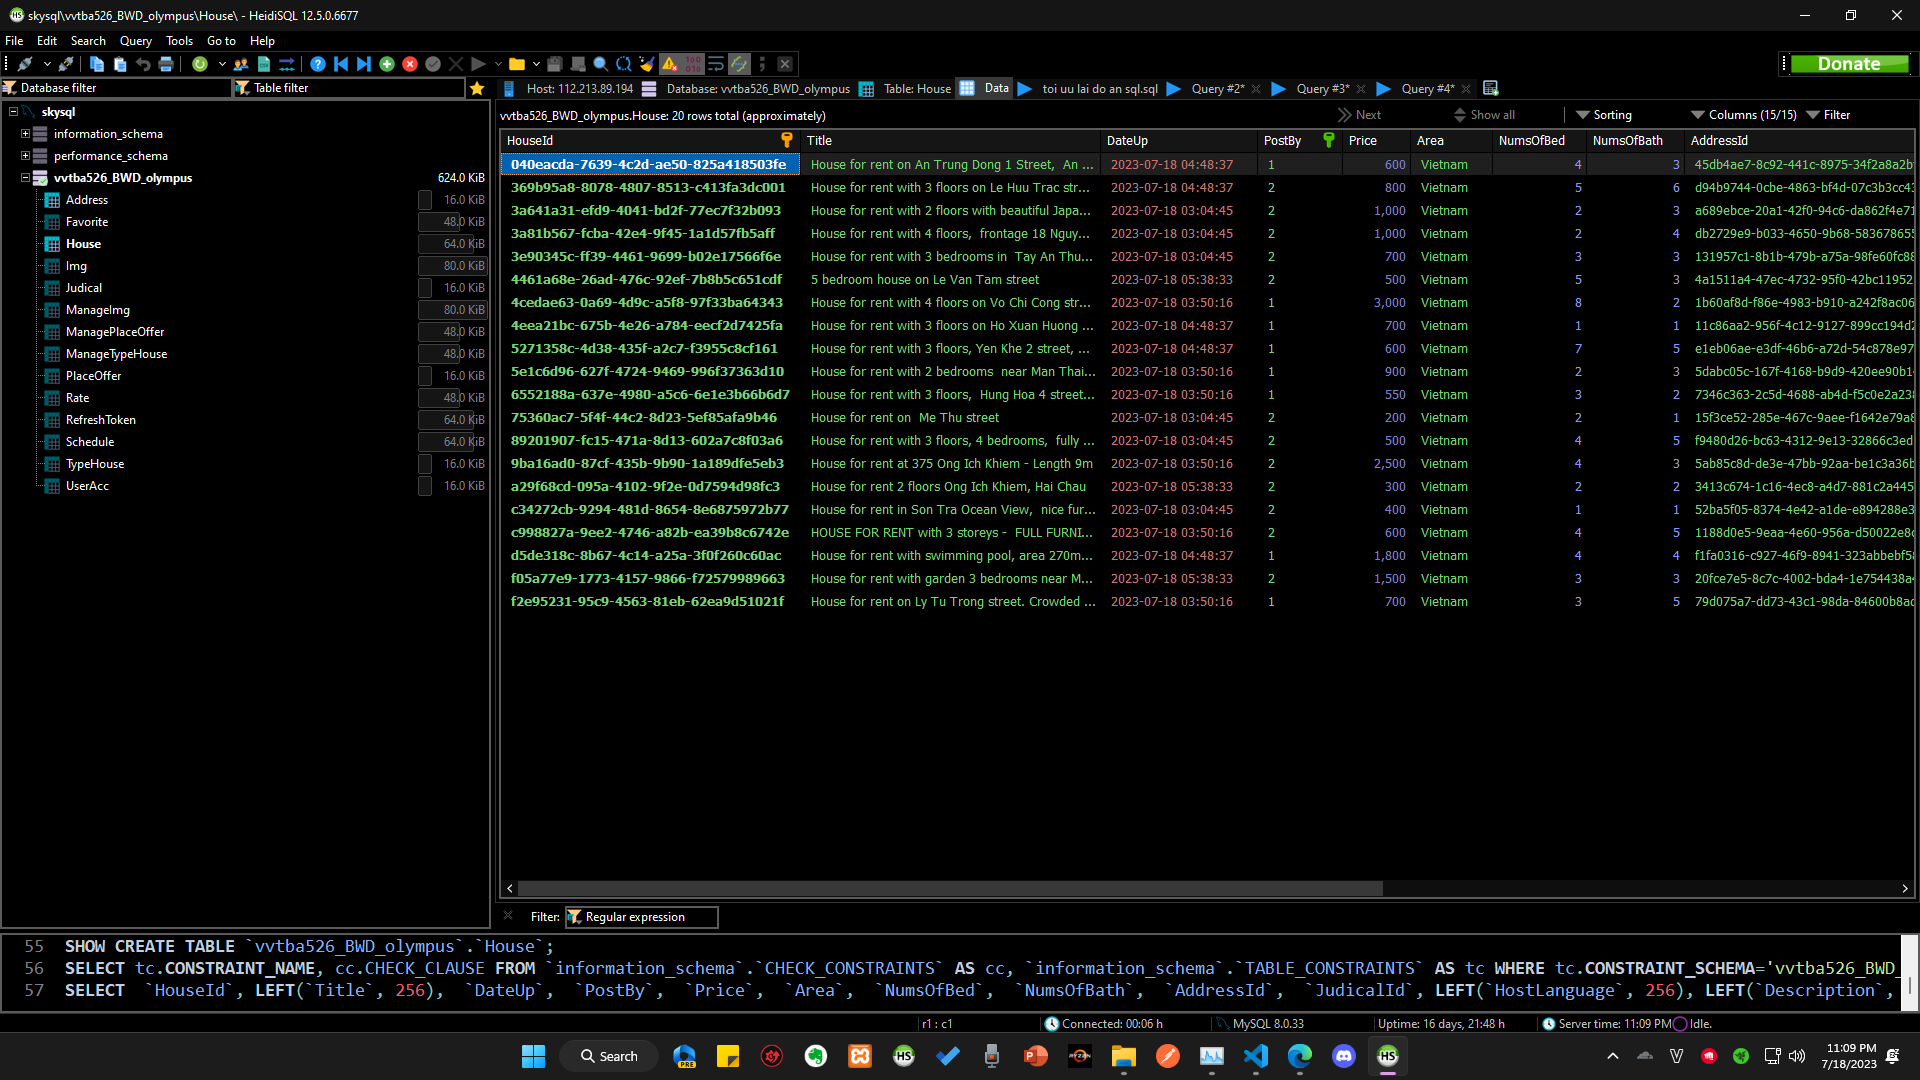 skysql\vvtba526_BWD_olympus\House\ - HeidiSQL 12.5.0.6677
File Edit Search Query Tools Go to Help
Donate
Database filter Table filter
Host: 112.213.89.194 Database: vvtba526_BWD_olympus Table: House Data toi uu lai do an sql.sql Query #2* Query #3* Query #4*
skysql
information_schema
performance_schema
vvtba526_BWD_olympus 624.0 KiB
Address 16.0 KiB
Favorite 48.0 KiB
House 64.0 KiB
Img 80.0 KiB
Judical 16.0 KiB
ManageImg 80.0 KiB
ManagePlaceOffer 48.0 KiB
ManageTypeHouse 48.0 KiB
PlaceOffer 16.0 KiB
Rate 48.0 KiB
RefreshToken 64.0 KiB
Schedule 64.0 KiB
TypeHouse 16.0 KiB
UserAcc 16.0 KiB
vvtba526_BWD_olympus.House: 20 rows total (approximately) Next Show all Sorting Columns (15/15) Filter
HouseId Title DateUp PostBy Price Area NumsOfBed NumsOfBath AddressId
040eacda-7639-4c2d-ae50-825a418503fe House for rent on An Trung Dong 1 Street, An ... 2023-07-18 04:48:37 1 600 Vietnam 4 3 45db4ae7-8c92-441c-8975-34f2a8a2b
369b95a8-8078-4807-8513-c413fa3dc001 House for rent with 3 floors on Le Huu Trac str... 2023-07-18 04:48:37 2 800 Vietnam 5 6 d94b9744-0cbe-4863-bf4d-07c3b3cc43
3a641a31-efd9-4041-bd2f-77ec7f32b093 House for rent with 2 floors with beautiful Japa... 2023-07-18 03:04:45 2 1,000 Vietnam 2 3 a689ebce-20a1-42f0-94c6-da862f4e71
3a81b567-fcba-42e4-9f45-1a1d57fb5aff House for rent with 4 floors, frontage 18 Nguy... 2023-07-18 03:04:45 2 1,000 Vietnam 2 4 db2729e9-b033-4650-9b68-583678655
3e90345c-ff39-4461-9699-b02e17566f6e House for rent with 3 bedrooms in Tay An Thu... 2023-07-18 03:04:45 2 700 Vietnam 3 3 131957c1-8b1b-479b-a75a-98fe60fc88
4461a68e-26ad-476c-92ef-7b8b5c651cdf 5 bedroom house on Le Van Tam street 2023-07-18 05:38:33 2 500 Vietnam 5 3 4a1511a4-47ec-4732-95f0-42bc11952
4cedae63-0a69-4d9c-a5f8-97f33ba64343 House for rent with 4 floors on Vo Chi Cong str... 2023-07-18 03:50:16 1 3,000 Vietnam 8 2 1b60af8d-f86e-4983-b910-a242f8ac06
4eea21bc-675b-4e26-a784-eecf2d7425fa House for rent with 3 floors on Ho Xuan Huong ... 2023-07-18 04:48:37 1 700 Vietnam 1 1 11c86aa2-956f-4c12-9127-899cc194d2
5271358c-4d38-435f-a2c7-f3955c8cf161 House for rent with 3 floors, Yen Khe 2 street, ... 2023-07-18 04:48:37 1 600 Vietnam 7 5 e1eb06ae-e3df-46b6-a72d-54c878e97
5e1c6d96-627f-4724-9469-996f37363d10 House for rent with 2 bedrooms near Man Thai... 2023-07-18 03:50:16 1 900 Vietnam 2 3 5dabc05c-167f-4168-b9d9-420ee90b1
6552188a-637e-4980-a5c6-6e1e3b66b6d7 House for rent with 3 floors, Hung Hoa 4 street... 2023-07-18 03:50:16 1 550 Vietnam 3 2 7346c363-2c5d-4688-ab4d-f5c0e2a238
75360ac7-5f4f-44c2-8d23-5ef85afa9b46 House for rent on Me Thu street 2023-07-18 03:04:45 2 200 Vietnam 2 1 15f3ce52-285e-467c-9aee-f1642e79a8
89201907-fc15-471a-8d13-602a7c8f03a6 House for rent with 3 floors, 4 bedrooms, fully ... 2023-07-18 03:04:45 2 500 Vietnam 4 5 f9480d26-bc63-4312-9e13-32866c3ed
9ba16ad0-87cf-435b-9b90-1a189dfe5eb3 House for rent at 375 Ong Ich Khiem - Length 9m 2023-07-18 03:50:16 2 2,500 Vietnam 4 3 5ab85c8d-de3e-47bb-92aa-be1c3a36b
a29f68cd-095a-4102-9f2e-0d7594d98fc3 House for rent 2 floors Ong Ich Khiem, Hai Chau 2023-07-18 05:38:33 2 300 Vietnam 2 2 3413c674-1c16-4ec8-a4d7-881c2a445
c34272cb-9294-481d-8654-8e6875972b77 House for rent in Son Tra Ocean View, nice fur... 2023-07-18 03:04:45 2 400 Vietnam 1 1 52ba5f05-8374-4e42-a1de-e894288e3
c998827a-9ee2-4746-a82b-ea39b8c6742e HOUSE FOR RENT with 3 storeys - FULL FURNI... 2023-07-18 03:50:16 2 600 Vietnam 4 5 1188d0e5-9eaa-4e60-956a-d50022e8c
d5de318c-8b67-4c14-a25a-3f0f260c60ac House for rent with swimming pool, area 270m... 2023-07-18 04:48:37 1 1,800 Vietnam 4 4 f1fa0316-c927-46f9-8941-323abbebf58
f05a77e9-1773-4157-9866-f72579989663 House for rent with garden 3 bedrooms near M... 2023-07-18 05:38:33 2 1,500 Vietnam 3 3 20fce7e5-8c7c-4002-bda4-1e754438a4
f2e95231-95c9-4563-81eb-62ea9d51021f House for rent on Ly Tu Trong street. Crowded ... 2023-07-18 03:50:16 1 700 Vietnam 3 5 79d075a7-dd73-43c1-98da-84600b8ac
Filter: Regular expression
55 SHOW CREATE TABLE `vvtba526_BWD_olympus`.`House`;
56 SELECT tc.CONSTRAINT_NAME, cc.CHECK_CLAUSE FROM `information_schema`.`CHECK_CONSTRAINTS` AS cc, `information_schema`.`TABLE_CONSTRAINTS` AS tc WHERE tc.CONSTRAINT_SCHEMA='vvtba526_BWD_
57 SELECT `HouseId`, LEFT(`Title`, 256), `DateUp`, `PostBy`, `Price`, `Area`, `NumsOfBed`, `NumsOfBath`, `AddressId`, `JudicalId`, LEFT(`HostLanguage`, 256), LEFT(`Description`,
r1 : c1 Connected: 00:06 h MySQL 8.0.33 Uptime: 16 days, 21:48 h Server time: 11:09 PM Idle.
Search
11:09 PM
7/18/2023